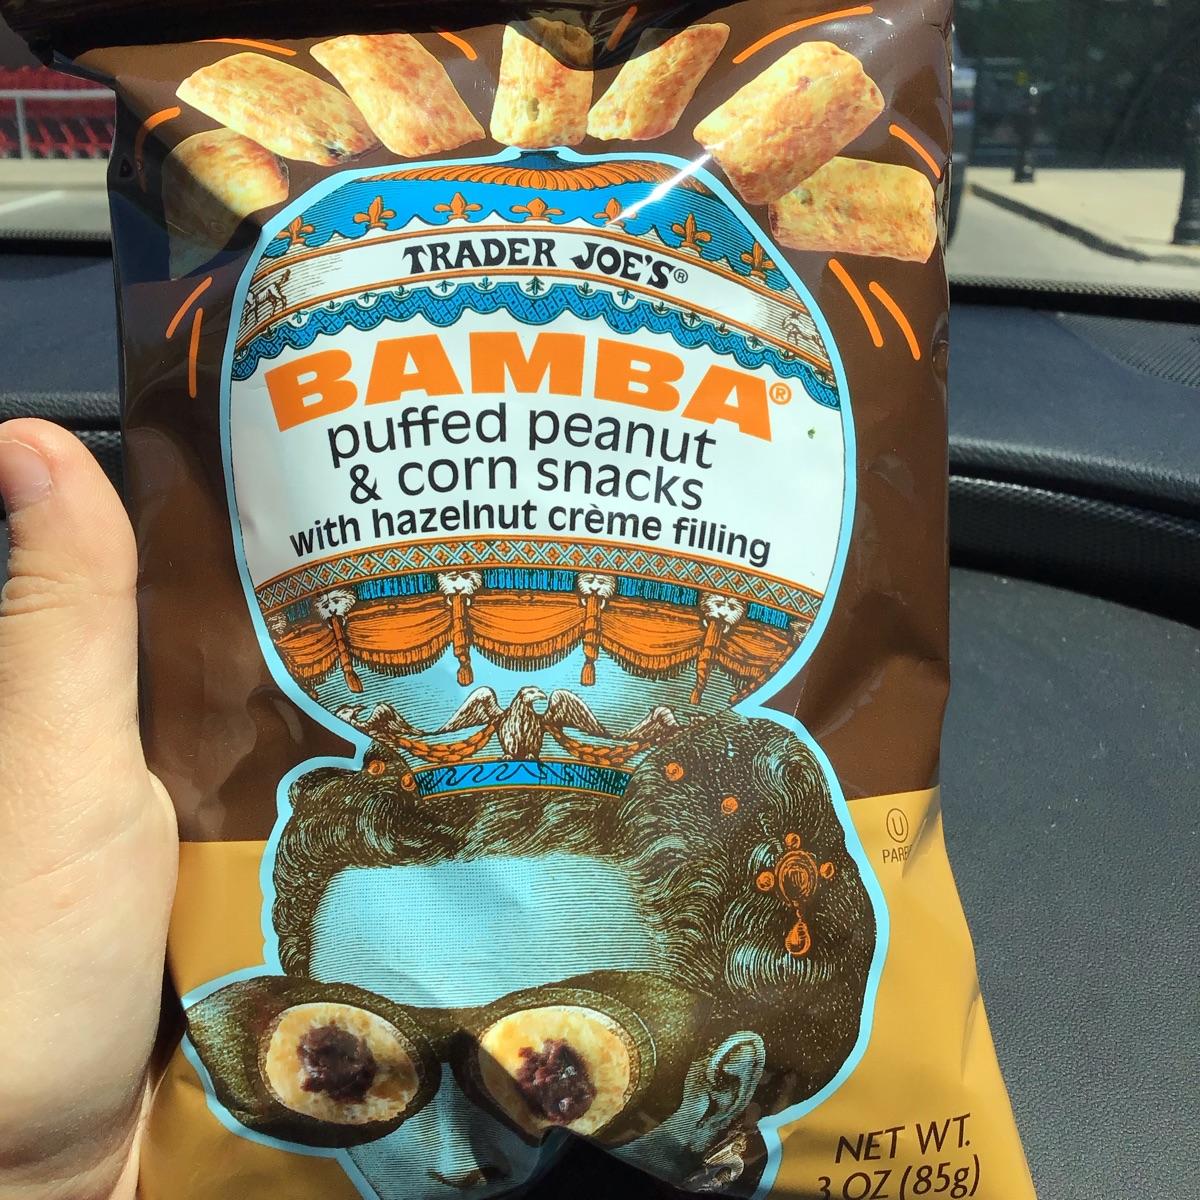 TRADER JOE'S®
BAMBA®
puffed peanut
& corn snacks
with hazelnut crème filling
U
NET WT.
3 OZ (85g)